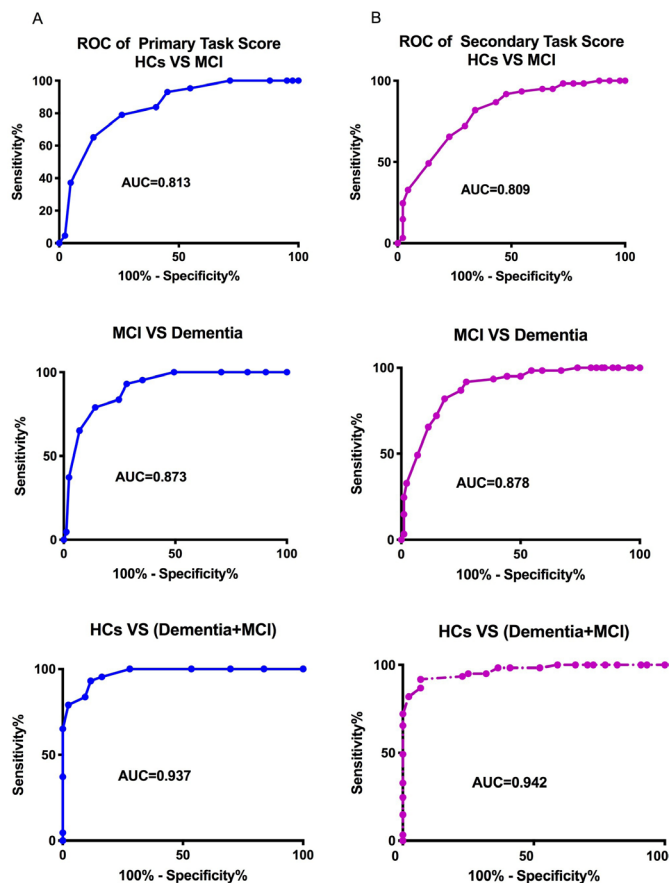 A
ROC of Primary Task Score
HCs VS MCI
Sensitivity%
100
80
60
40
20
0
AUC=0.813
0 50 100
100% - Specificity%
B
ROC of Secondary Task Score
HCs VS MCI
Sensitivity%
100
50
0
AUC=0.809
0 50 100
100% - Specificity%
MCI VS Dementia
Sensitivity%
100
50
0
AUC=0.873
0 50 100
100% - Specificity%
MCI VS Dementia
Sensitivity%
100
50
0
AUC=0.878
0 50 100
100% - Specificity%
HCs VS (Dementia+MCI)
Sensitivity%
100
50
0
AUC=0.937
0 50 100
100% - Specificity%
HCs VS (Dementia+MCI)
Sensitivity%
100
50
0
AUC=0.942
0 50 100
100% - Specificity%